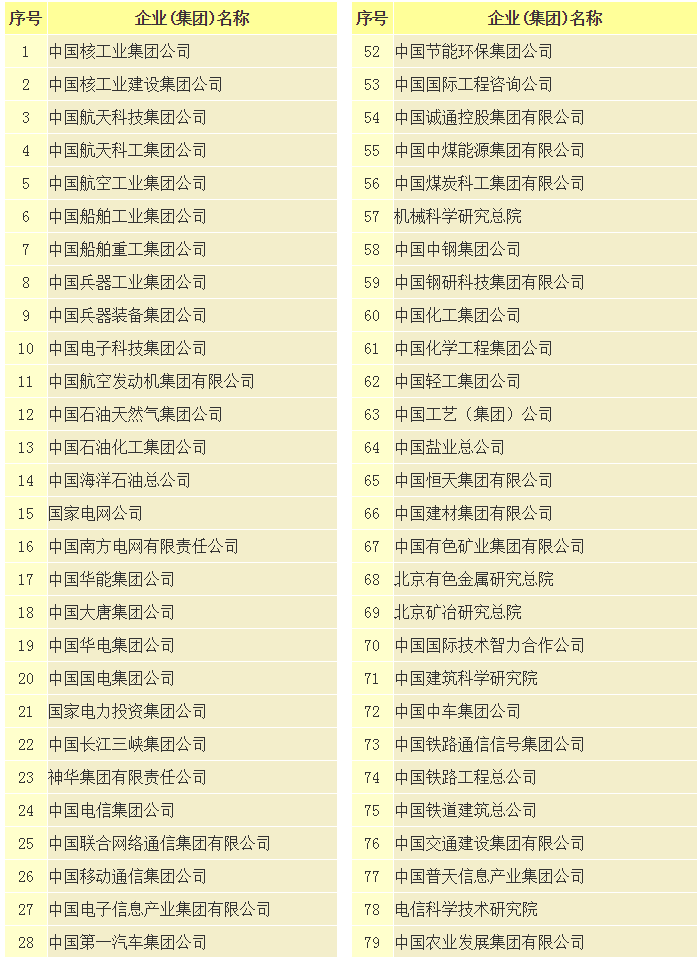 序号 企业(集团)名称
1 中国核工业集团公司
2 中国核工业建设集团公司
3 中国航天科技集团公司
4 中国航天科工集团公司
5 中国航空工业集团公司
6 中国船舶工业集团公司
7 中国船舶重工集团公司
8 中国兵器工业集团公司
9 中国兵器装备集团公司
10 中国电子科技集团公司
11 中国航空发动机集团有限公司
12 中国石油天然气集团公司
13 中国石油化工集团公司
14 中国海洋石油总公司
15 国家电网公司
16 中国南方电网有限责任公司
17 中国华能集团公司
18 中国大唐集团公司
19 中国华电集团公司
20 中国国电集团公司
21 国家电力投资集团公司
22 中国长江三峡集团公司
23 神华集团有限责任公司
24 中国电信集团公司
25 中国联合网络通信集团有限公司
26 中国移动通信集团公司
27 中国电子信息产业集团有限公司
28 中国第一汽车集团公司
序号 企业(集团)名称
52 中国节能环保集团公司
53 中国国际工程咨询公司
54 中国诚通控股集团有限公司
55 中国中煤能源集团有限公司
56 中国煤炭科工集团有限公司
57 机械科学研究总院
58 中国中钢集团公司
59 中国钢研科技集团有限公司
60 中国化工集团公司
61 中国化学工程集团公司
62 中国轻工集团公司
63 中国工艺（集团）公司
64 中国盐业总公司
65 中国恒天集团有限公司
66 中国建材集团有限公司
67 中国有色矿业集团有限公司
68 北京有色金属研究总院
69 北京矿冶研究总院
70 中国国际技术智力合作公司
71 中国建筑科学研究院
72 中国中车集团公司
73 中国铁路通信信号集团公司
74 中国铁路工程总公司
75 中国铁道建筑总公司
76 中国交通建设集团有限公司
77 中国普天信息产业集团公司
78 电信科学技术研究院
79 中国农业发展集团有限公司